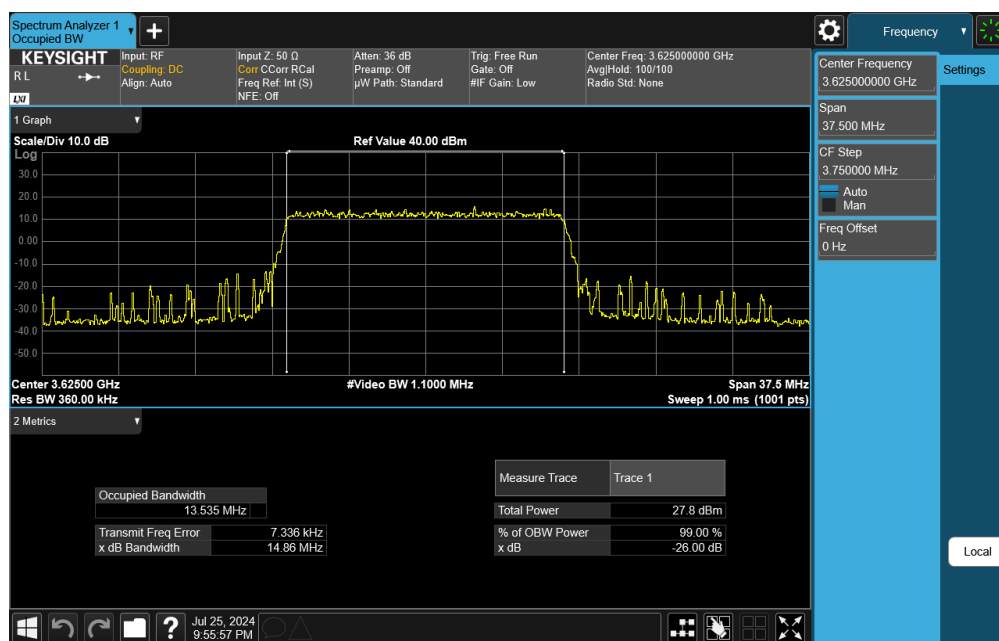 Spectrum Analyzer 1
Occupied BW
Frequency
KEYSIGHT
R L
LXI
Input: RF
Coupling: DC
Align: Auto
Input Z: 50 Ω
Corr CCorr RCal
Freq Ref: Int (S)
NFE: Off
Atten: 36 dB
Preamp: Off
µW Path: Standard
Trig: Free Run
Gate: Off
#IF Gain: Low
Center Freq: 3.625000000 GHz
Avg|Hold: 100/100
Radio Std: None
Center Frequency
3.625000000 GHz
Settings
Span
37.500 MHz
CF Step
3.750000 MHz
Auto
Man
Freq Offset
0 Hz
1 Graph
Scale/Div 10.0 dB
Ref Value 40.00 dBm
Log
30.0
20.0
10.0
0.00
-10.0
-20.0
-30.0
-40.0
-50.0
Center 3.62500 GHz
#Video BW 1.1000 MHz
Span 37.5 MHz
Res BW 360.00 kHz
Sweep 1.00 ms (1001 pts)
2 Metrics
Occupied Bandwidth
13.535 MHz
Transmit Freq Error 7.336 kHz
x dB Bandwidth 14.86 MHz
Measure Trace Trace 1
Total Power 27.8 dBm
% of OBW Power 99.00 %
x dB -26.00 dB
Local
?
Jul 25, 2024
9:55:57 PM